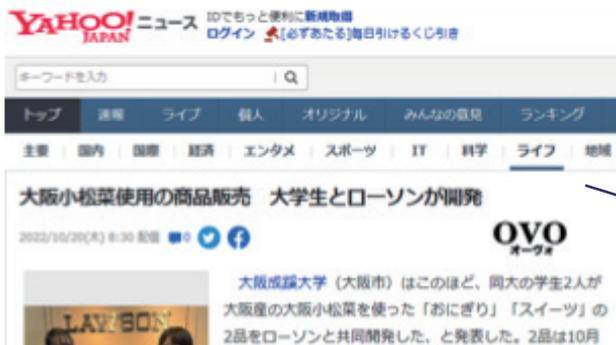 YAHOO! JAPAN ニュース
IDでもっと便利に新規取得
ログイン [必ずあたる]毎日引けるくじ引き
キーワードを入力
トップ 速報 ライブ 個人 オリジナル みんなの意見 ランキング
主要 国内 国際 経済 エンタメ スポーツ IT 科学 ライフ 地域
大阪小松菜使用の商品販売 大学生とローソンが開発
2022/10/20(木) 6:30 配信 0
OVO
オーヴォ
大阪成蹊大学(大阪市)はこのほど、同大の学生2人が
大阪産の大阪小松菜を使った「おにぎり」「スイーツ」の
2品をローソンと共同開発した、と発表した。2品は10月
LAWSON